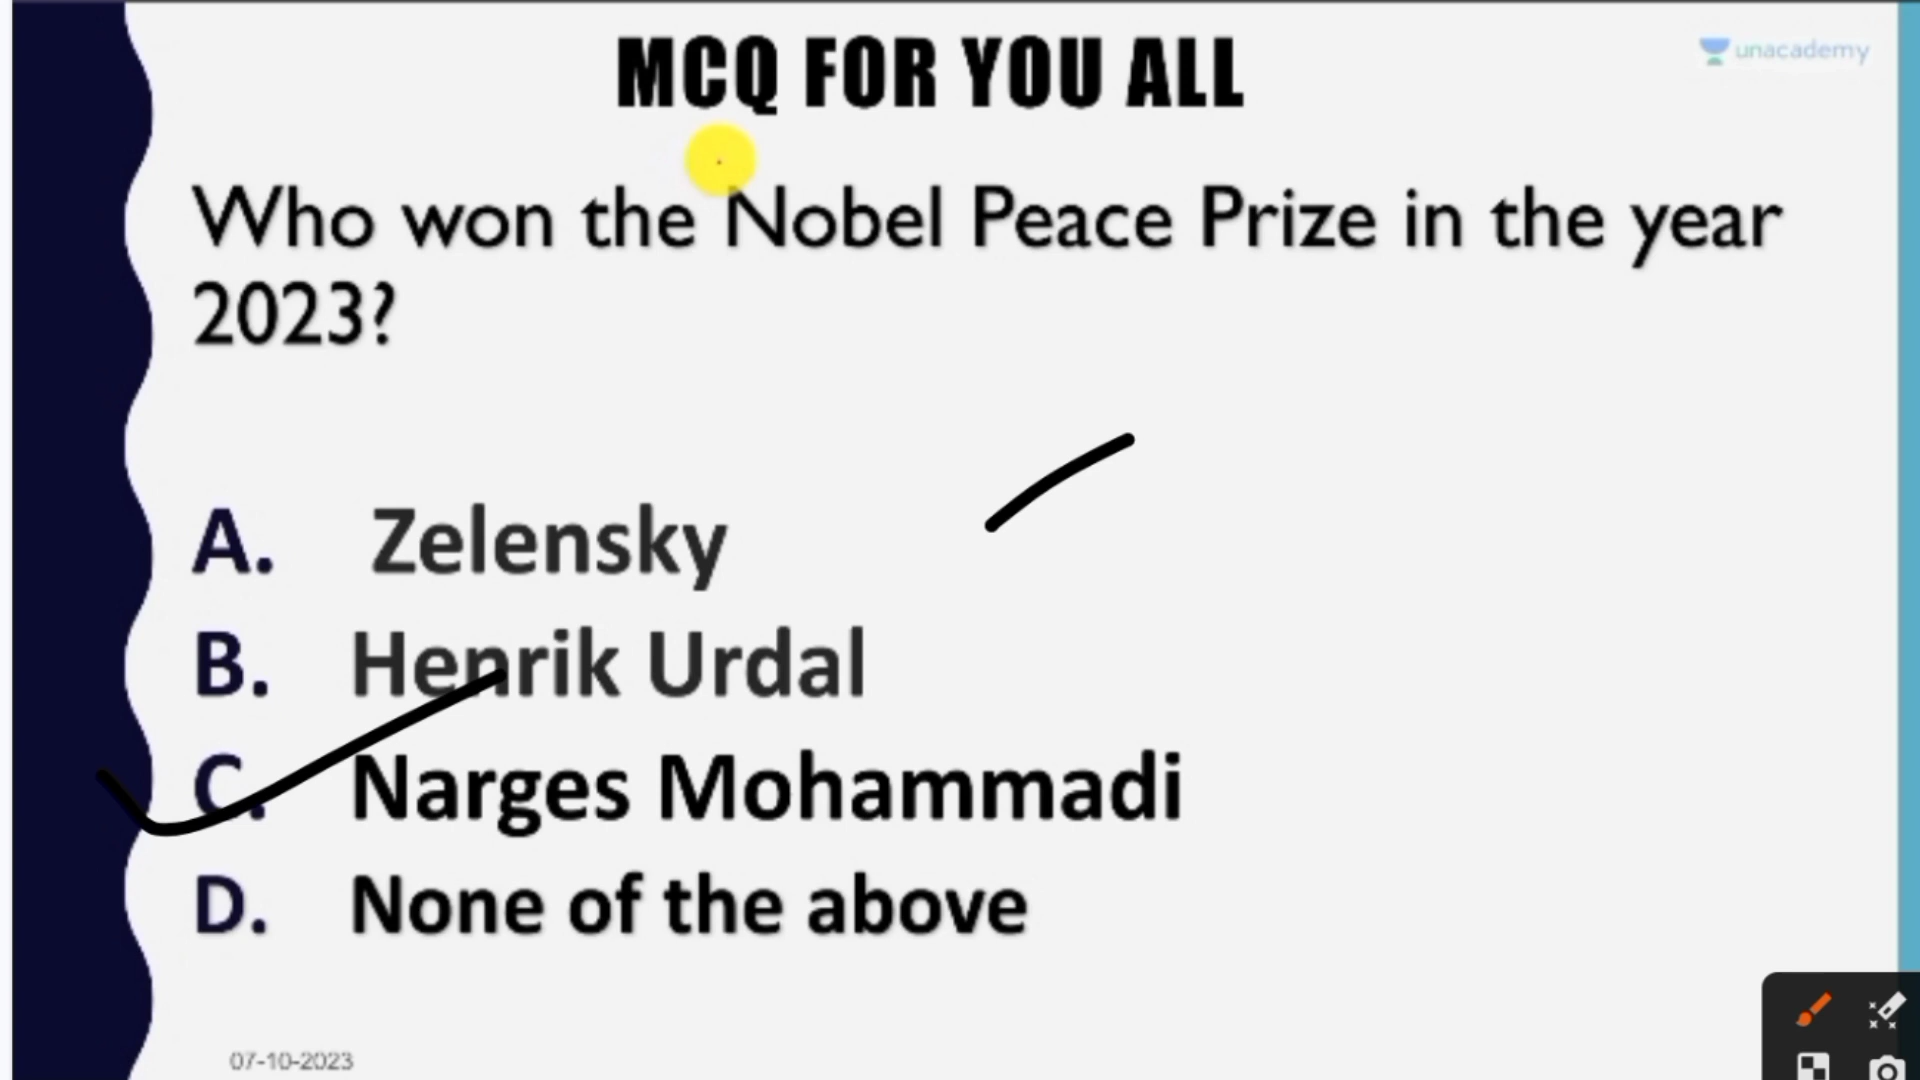 MCQ FOR YOU ALL
unacademy
Who won the Nobel Peace Prize in the year
2023?
A. Zelensky
B. Henrik Urdal
C. Narges Mohammadi
D. None of the above
07-10-2023